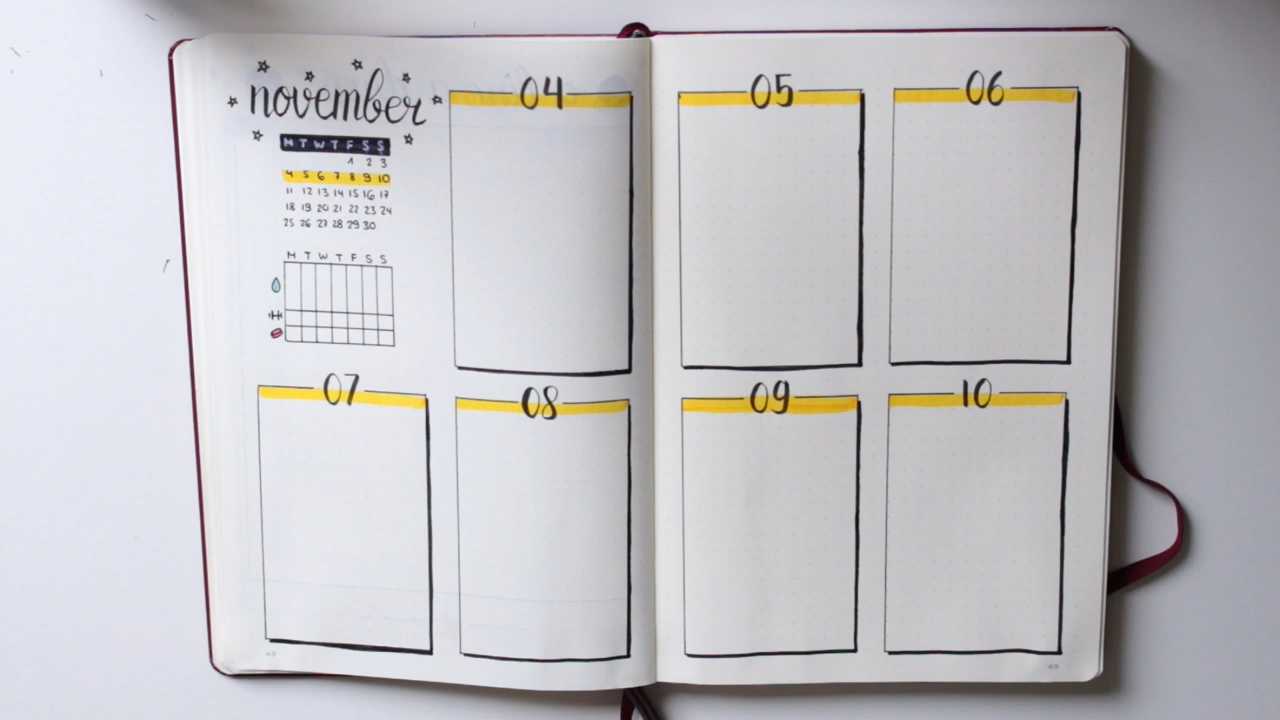 november
M T W T F S S
1 2 3
4 5 6 7 8 9 10
11 12 13 14 15 16 17
18 19 20 21 22 23 24
25 26 27 28 29 30
M T W T F S S
04
05
06
07
08
09
10